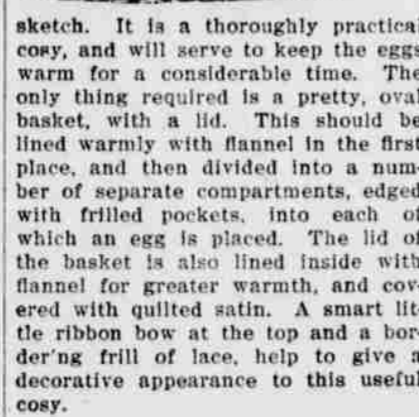 sketch. It is a thoroughly practical
cosy, and will serve to keep the eggs
warm for a considerable time. The
only thing required is a pretty, oval
basket, with a lid. This should be
lined warmly with flannel in the first
place, and then divided into a num-
ber of separate compartments, edged
with frilled pockets, into each of
which an egg is placed. The lid of
the basket is also lined inside with
flannel for greater warmth, and cov-
ered with quilted satin. A smart lit-
tle ribbon bow at the top and a bor-
der'ng frill of lace, help to give a
decorative appearance to this useful
cosy.